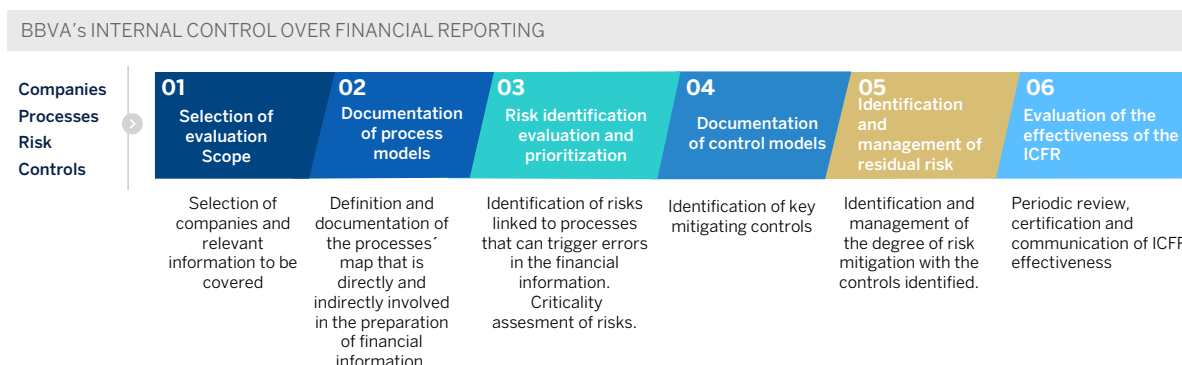 BBVA's INTERNAL CONTROL OVER FINANCIAL REPORTING
Companies
Processes
Risk
Controls
01
Selection of
evaluation
Scope
02
Documentation
of process
models
03
Risk identification
evaluation and
prioritization
04
Documentation
of control models
05
Identification
and
management of
residual risk
06
Evaluation of the
effectiveness of the
ICFR
Selection of
companies and
relevant
information to be
covered
Definition and
documentation of
the processes´
map that is
directly and
indirectly involved
in the preparation
of financial
information
Identification of risks
linked to processes
that can trigger errors
in the financial
information.
Criticality
assesment of risks.
Identification of key
mitigating controls
Identification and
management of
the degree of risk
mitigation with the
controls identified.
Periodic review,
certification and
communication of ICFR
effectiveness